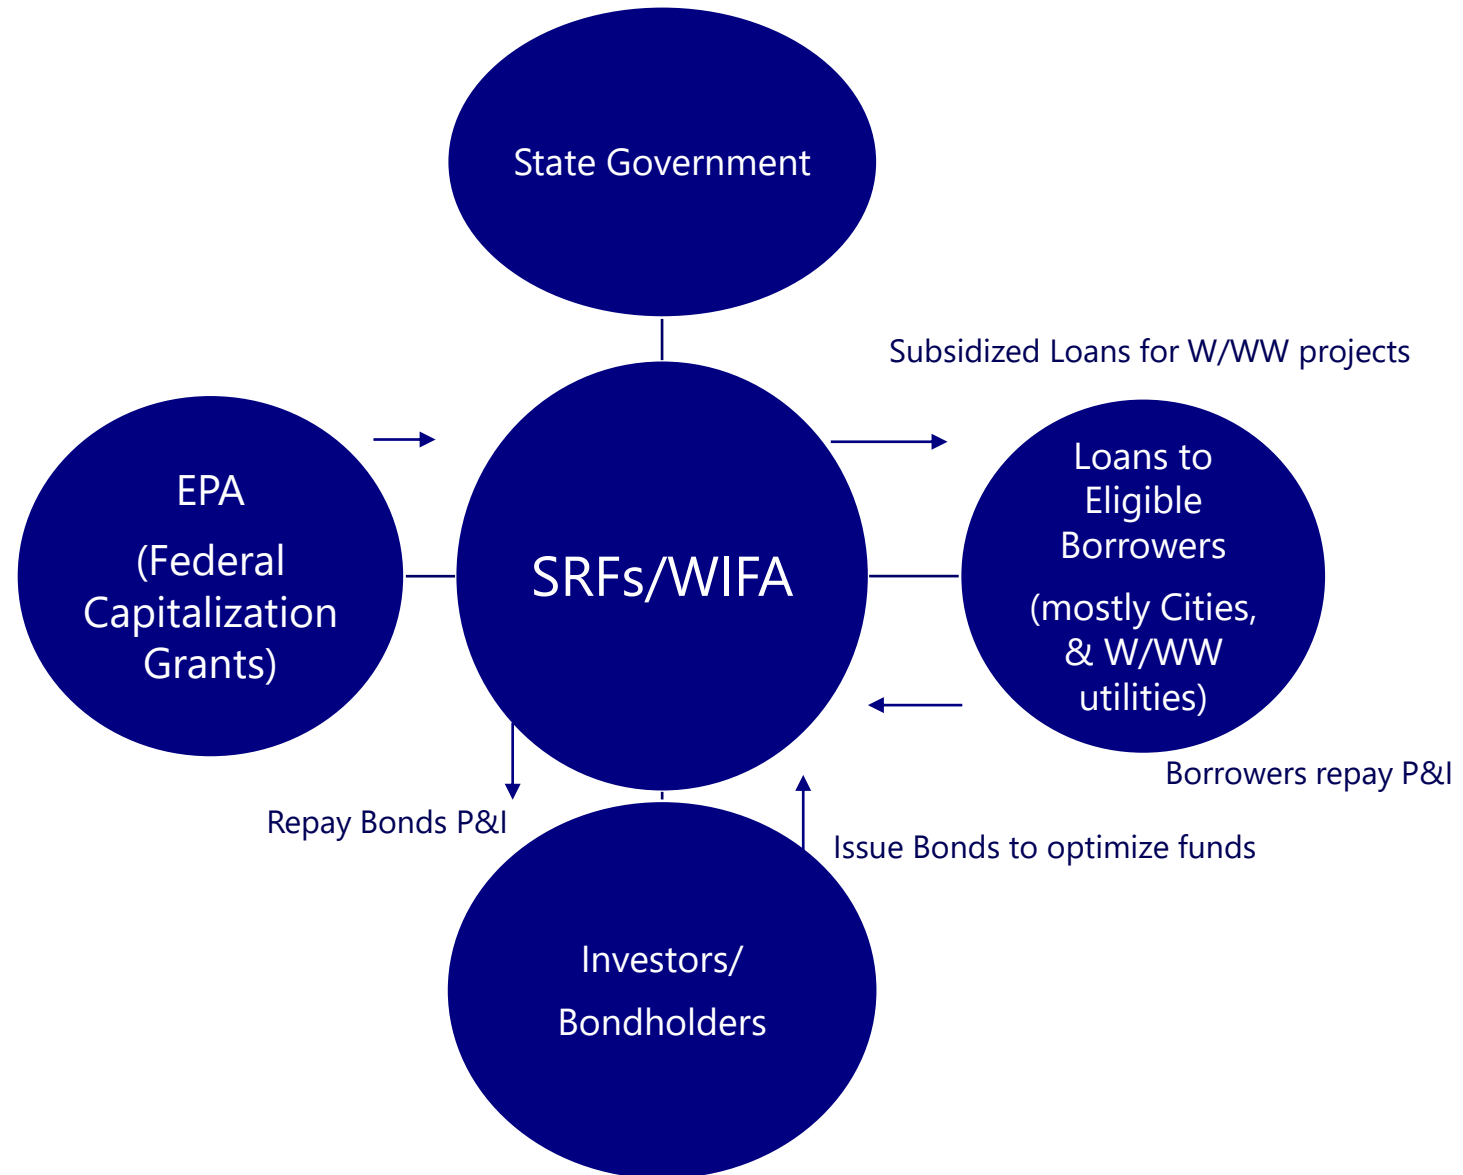 State Government
Subsidized Loans for W/WW projects
EPA
(Federal
Capitalization
Grants)
SRFs/WIFA
Loans to
Eligible
Borrowers
(mostly Cities,
& W/WW
utilities)
Borrowers repay P&I
Repay Bonds P&I
Issue Bonds to optimize funds
Investors/
Bondholders